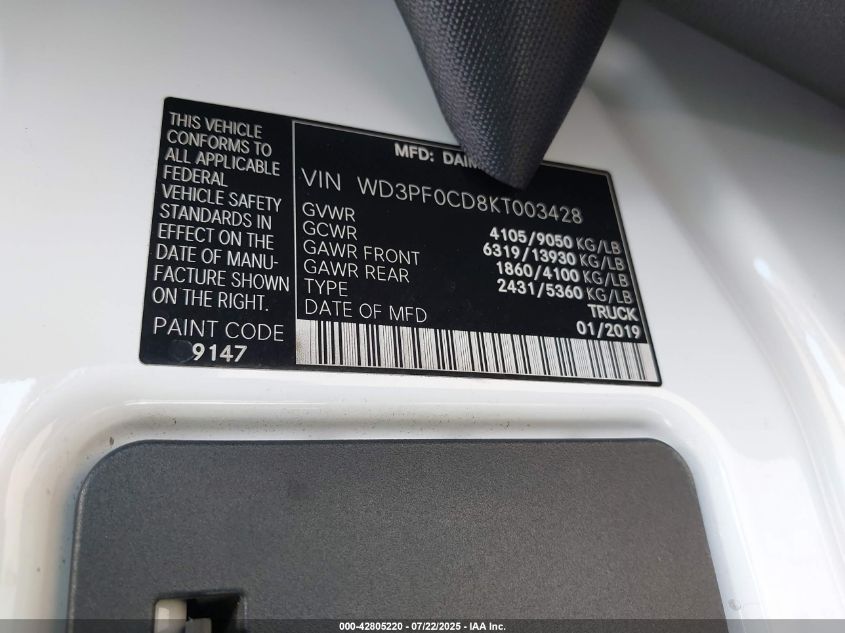 THIS VEHICLE
CONFORMS TO
ALL APPLICABLE
FEDERAL
VEHICLE SAFETY
STANDARDS IN
EFFECT ON THE
DATE OF MANU-
FACTURE SHOWN
ON THE RIGHT.
PAINT CODE
9147
MFD:
VIN WD3PF0CD8KT003428
GVWR 4105/9050 KG/LB
GCWR 6319/13930 KG/LB
GAWR FRONT 1860/4100 KG/LB
GAWR REAR 2431/5360 KG/LB
TYPE TRUCK
DATE OF MFD 01/2019
000-42805220 - 07/22/2025 - IAA Inc.